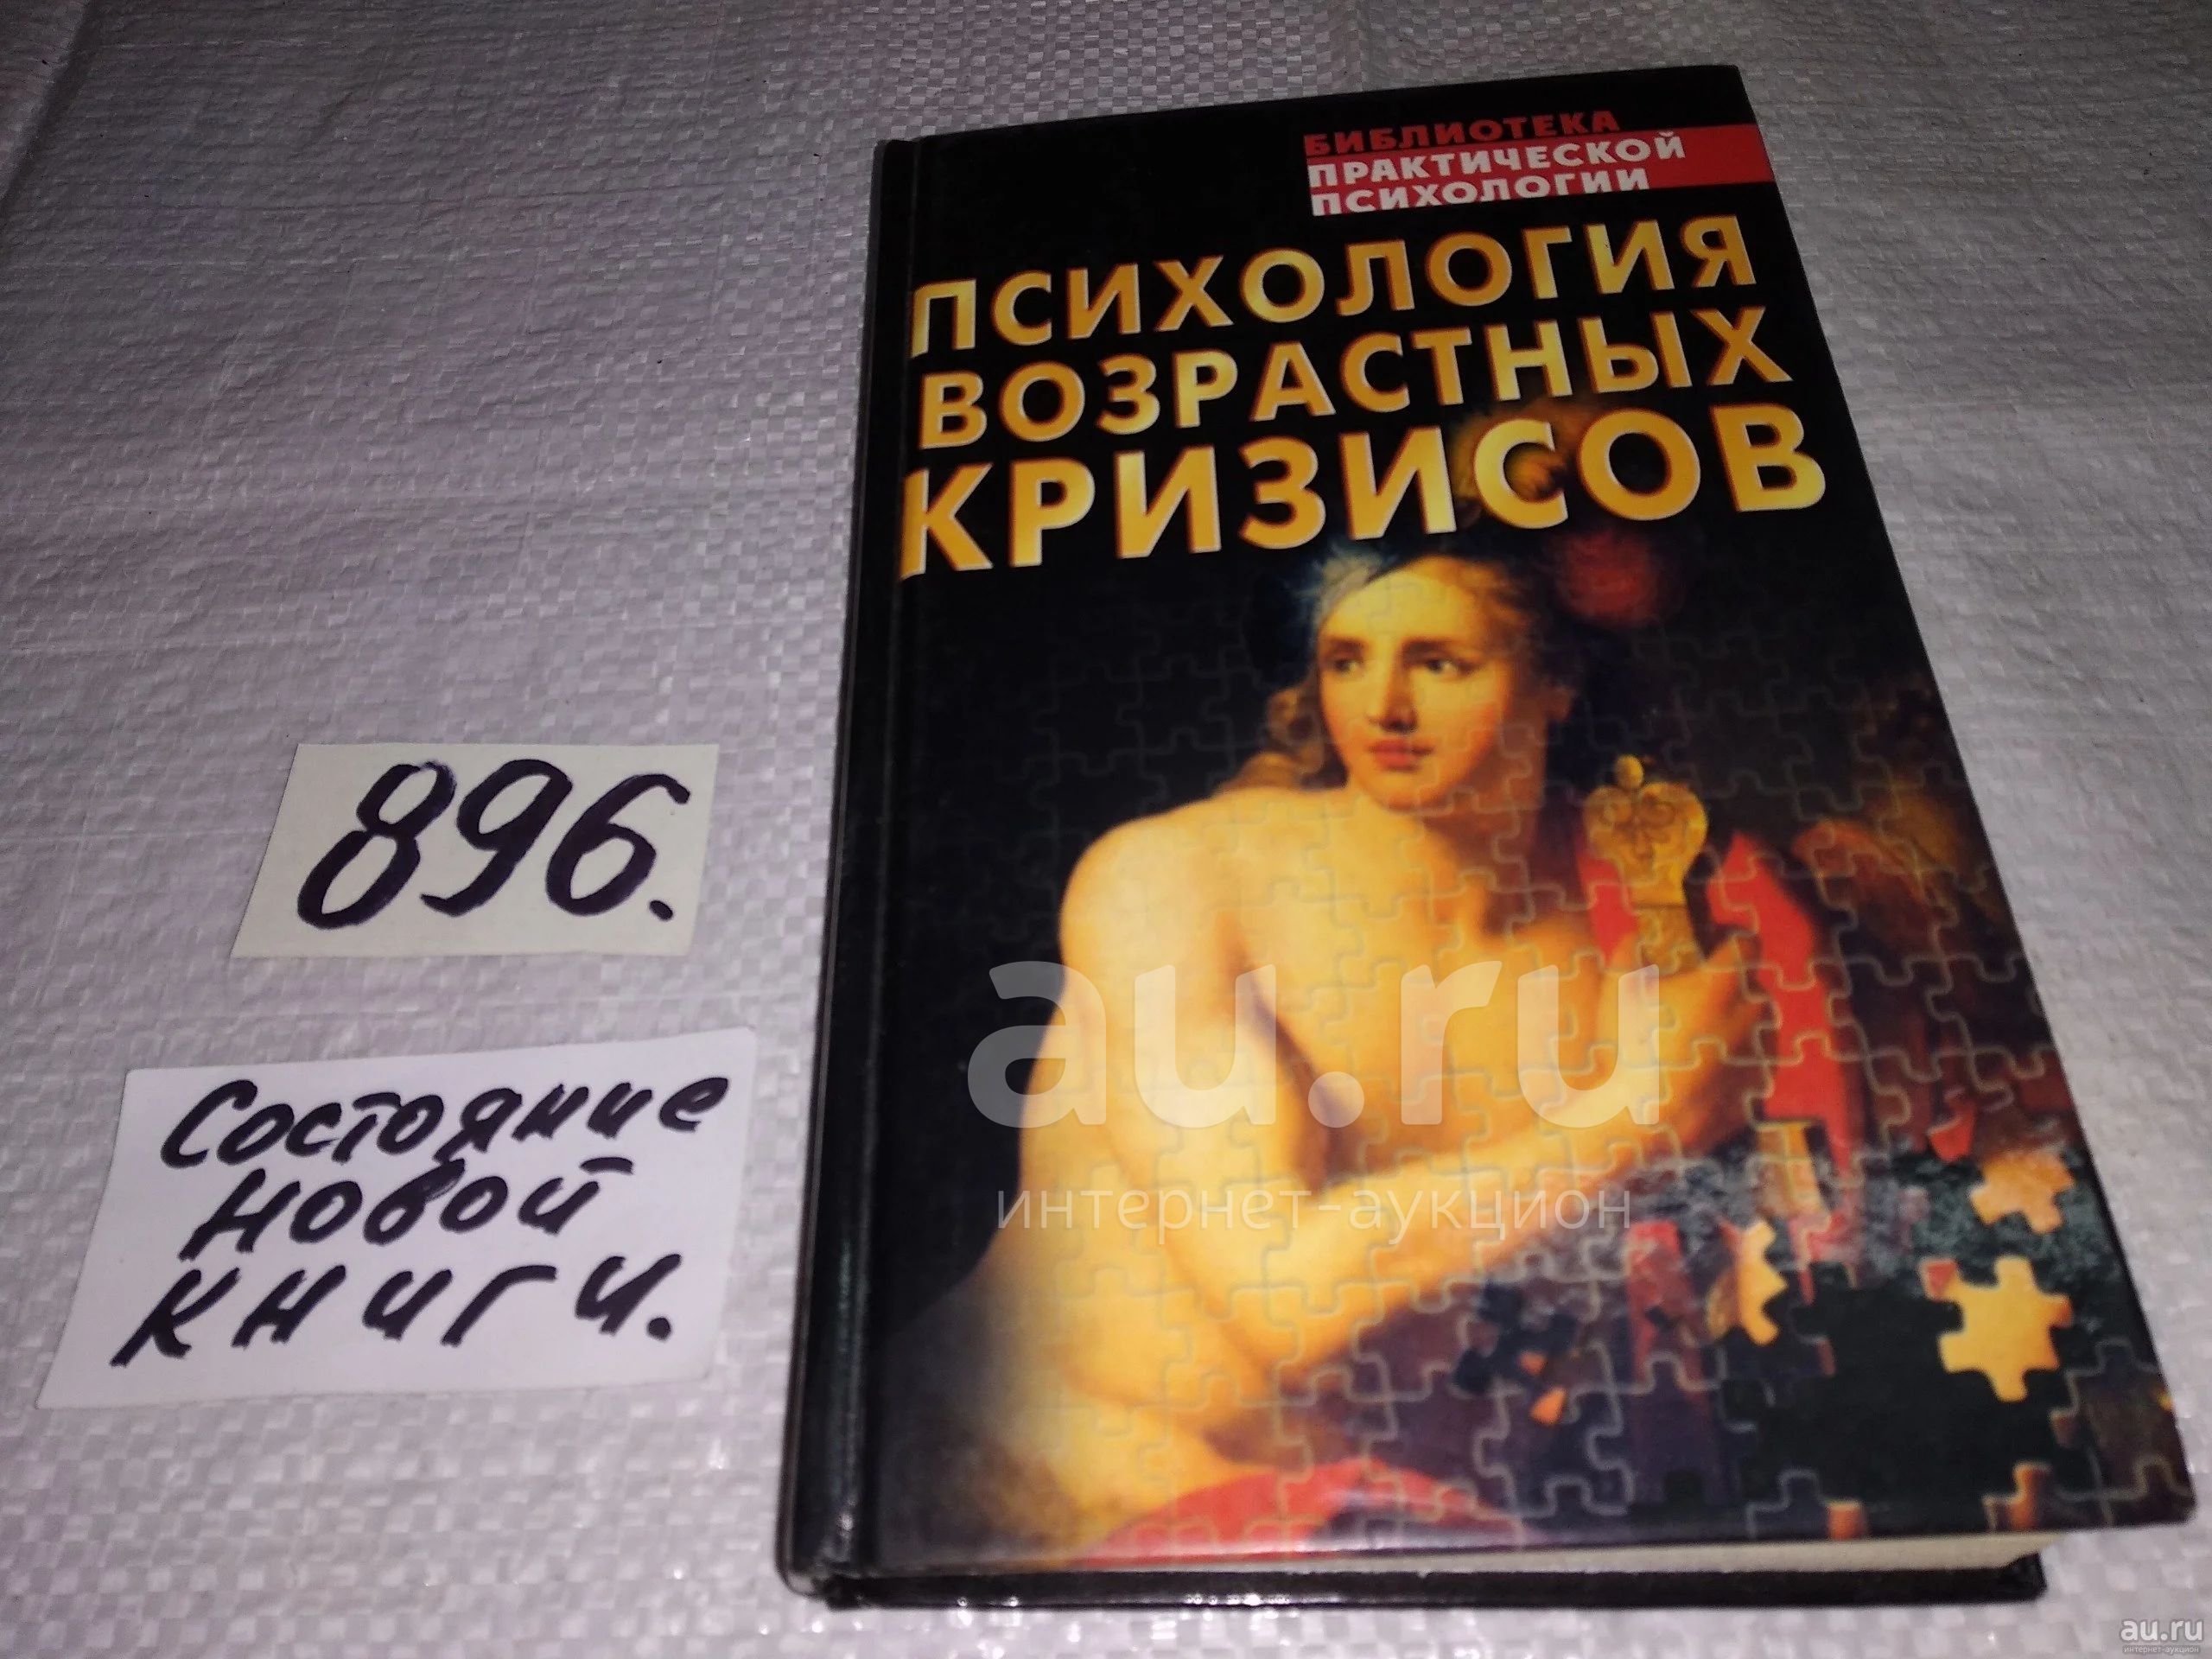 БИБЛИОТЕКА
ПРАКТИЧЕСКОЙ
ПСИХОЛОГИИ
ПСИХОЛОГИЯ
ВОЗРАСТНЫХ
КРИЗИСОВ
896.
Состояние
новой
книги.
au.ru
интернет-аукцион
au.ru
интернет-аукцион